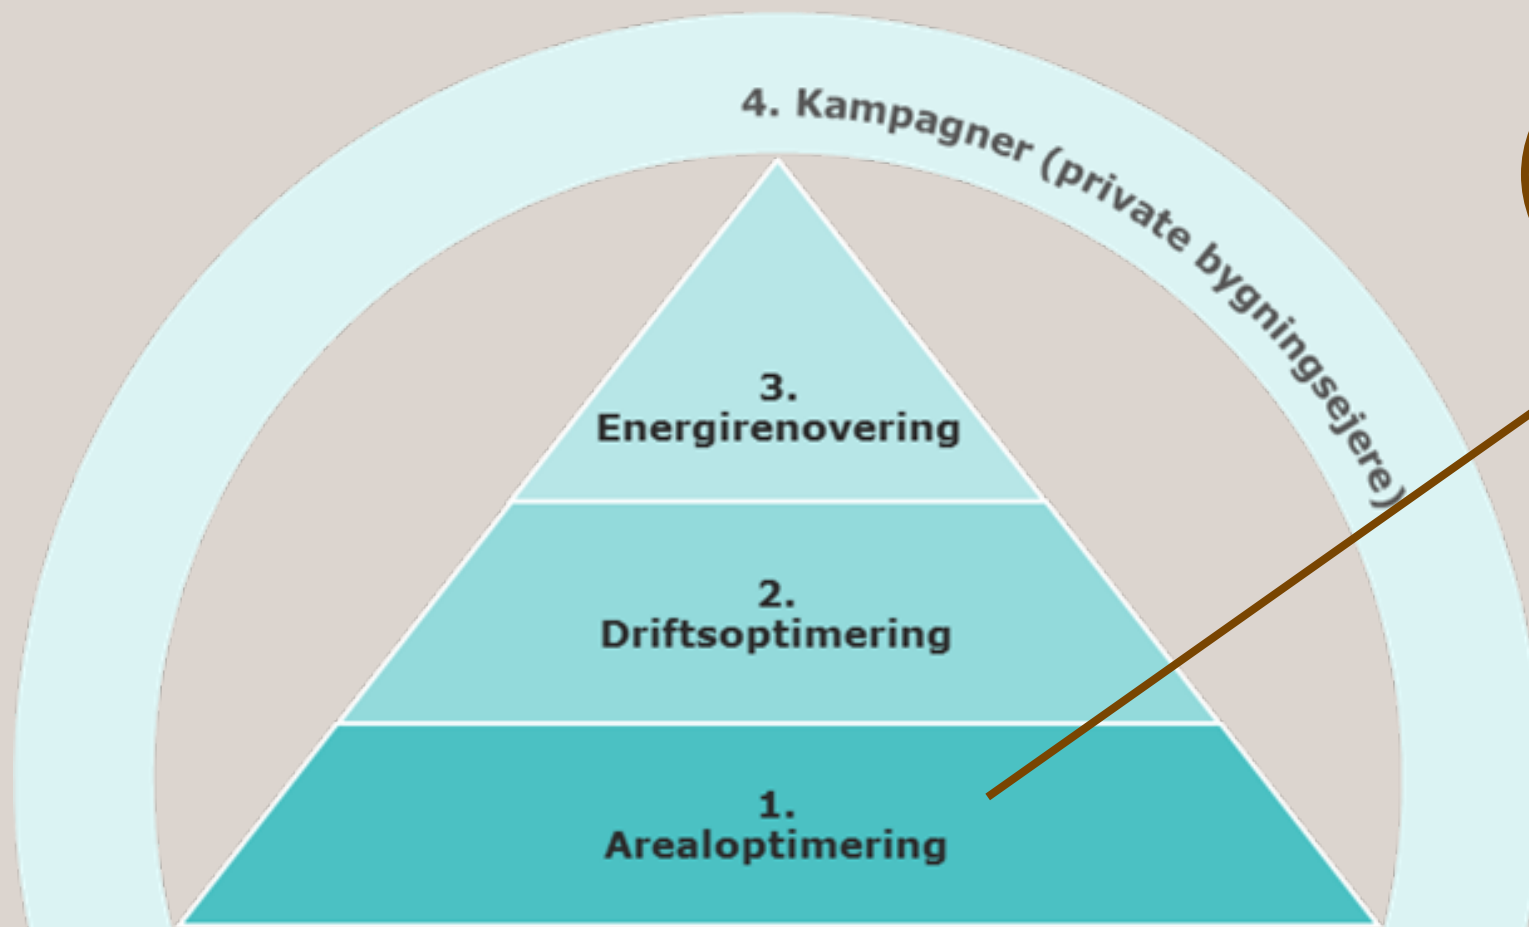 4. Kampagner (private bygningsejere)
3.
Energirenovering
2.
Driftsoptimering
1.
Arealoptimering